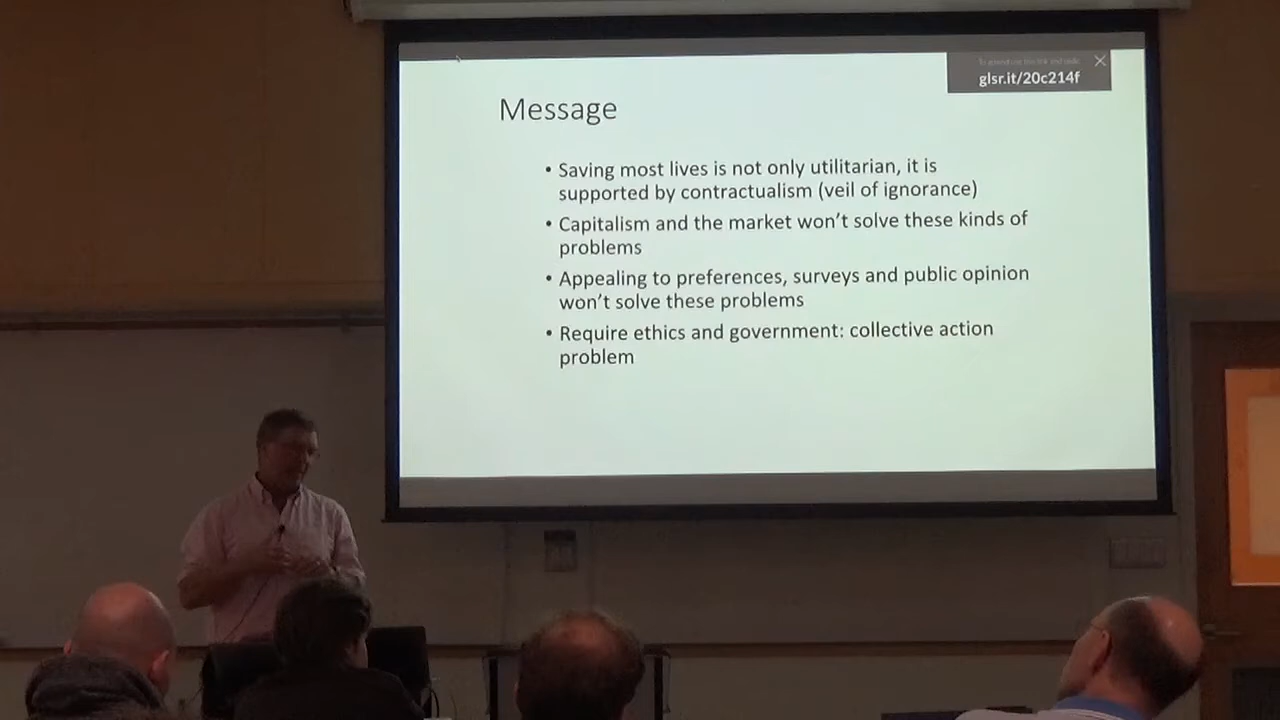 glsr.it/20c214f
Message
• Saving most lives is not only utilitarian, it is
supported by contractualism (veil of ignorance)
• Capitalism and the market won't solve these kinds of
problems
• Appealing to preferences, surveys and public opinion
won't solve these problems
• Require ethics and government: collective action
problem